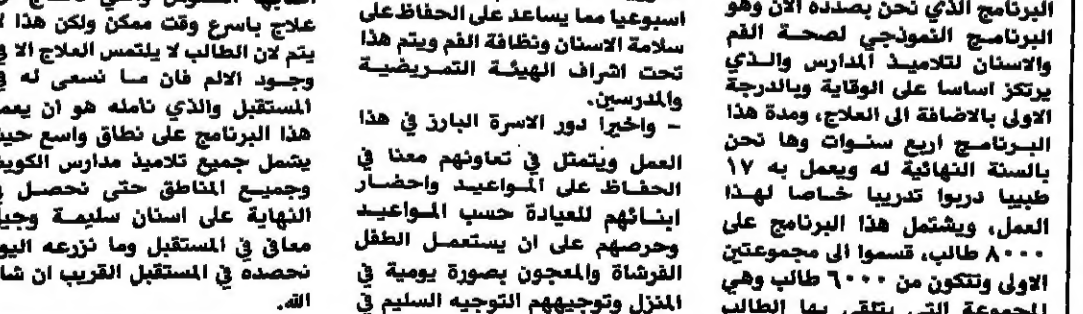 البرنامج الذي نحن بصدده الآن وهو
البرنامج النموذجي لصحة الفم
والاسنان لتلاميذ المدارس والذي
يرتكز اساسا على الوقاية وبالدرجة
الاولى بالاضافة الى العلاج، ومدة هذا
البرنامج اربع سنوات وها نحن
بالسنة النهائية له ويعمل به ١٧
طبيبا دربوا تدريبا خاصا لهذا
العمل، ويشتمل هذا البرنامج على
٨٠٠٠ طالب، قسموا الى مجموعتين
الاولى وتتكون من ٦٠٠٠ طالب وهي
المجموعة التي يتلقى بها الطالب
اسبوعيا مما يساعد على الحفاظ على
سلامة الاسنان ونظافة الفم ويتم هذا
تحت اشراف الهيئة التمريضية
والمدرسين.
- واخيرا دور الاسرة البارز في هذا
العمل ويتمثل في تعاونهم معنا في
الحفاظ على المواعيد واحضار
ابنائهم للعيادة حسب المواعيد
وحرصهم على ان يستعمل الطفل
الفرشاة والمعجون بصورة يومية في
المنزل وتوجيههم التوجيه السليم في
علاج باسرع وقت ممكن ولكن هذا
يتم لان الطالب لا يلتمس العلاج الا
وجود الالم فان ما نسعى له
المستقبل والذي نأمله هو ان
هذا البرنامج على نطاق واسع
يشمل جميع تلاميذ مدارس
وجميع المناطق حتى نحصل
النهاية على اسنان سليمة
معافى في المستقبل وما نزرعه
نحصده في المستقبل القريب ان
الله.